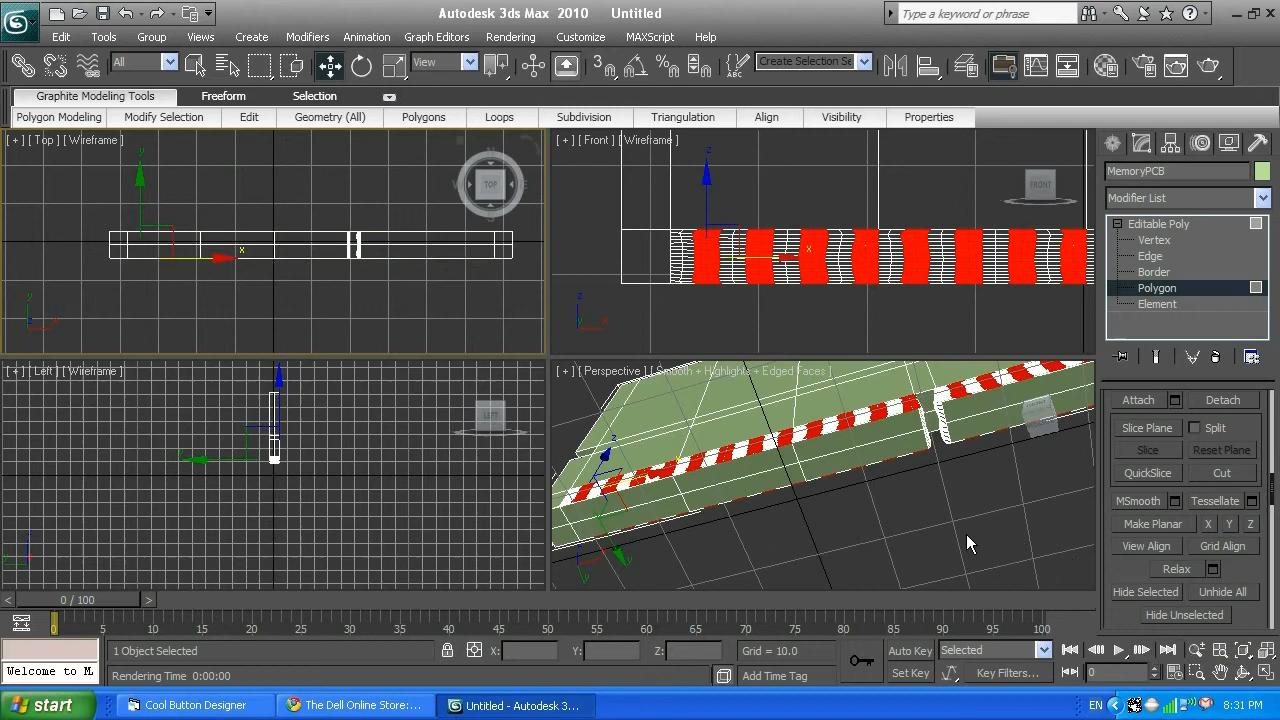 Autodesk 3ds Max 2010 Untitled
Type a keyword or phrase
Edit Tools Group Views Create Modifiers Animation Graph Editors Rendering Customize MAXScript Help
All View Create Selection Se
Graphite Modeling Tools Freeform Selection
Polygon Modeling Modify Selection Edit Geometry (All) Polygons Loops Subdivision Triangulation Align Visibility Properties
[ + ] [ Top ] [ Wireframe ]
TOP
[ + ] [ Front ] [ Wireframe ]
FRONT
[ + ] [ Left ] [ Wireframe ]
LEFT
[ + ] [ Perspective ] [ Smooth + Highlights + Edged Faces ]
MemoryPCB
Modifier List
Editable Poly
Vertex
Edge
Border
Polygon
Element
Attach Detach
Slice Plane Split
Slice Reset Plane
QuickSlice Cut
MSmooth Tessellate
Make Planar X Y Z
View Align Grid Align
Relax
Hide Selected Unhide All
Hide Unselected
< 0 / 100 >
0 5 10 15 20 25 30 35 40 45 50 55 60 65 70 75 80 85 90 95 100
1 Object Selected X: Y: Z: Grid = 10.0 Auto Key Selected
Welcome to M Rendering Time 0:00:00 Add Time Tag Set Key Key Filters... 0
start Cool Button Designer The Dell Online Store:... Untitled - Autodesk 3... EN 8:31 PM